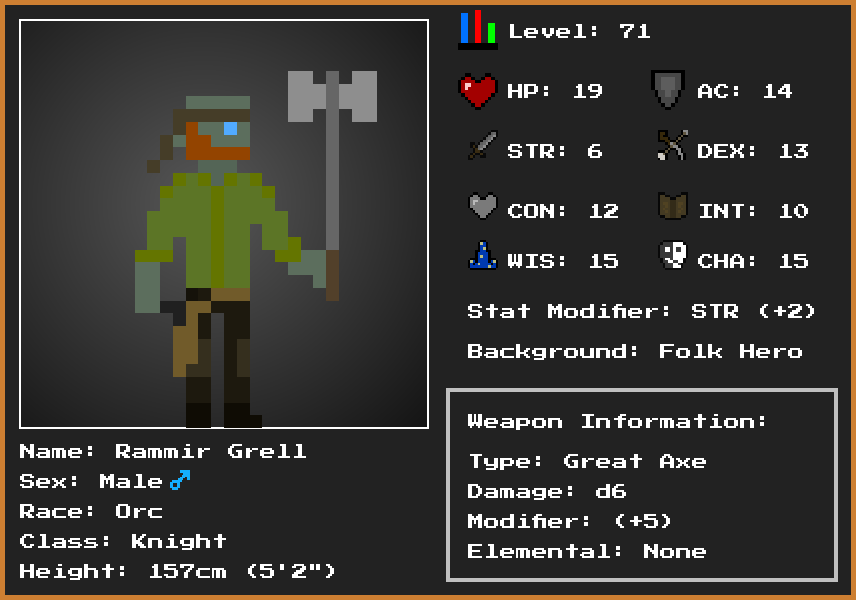 Level: 71
HP: 19
AC: 14
STR: 6
DEX: 13
CON: 12
INT: 10
WIS: 15
CHA: 15
Stat Modifier: STR (+2)
Background: Folk Hero
Name: Rammir Grell
Sex: Male♂
Race: Orc
Class: Knight
Height: 157cm (5'2")
Weapon Information:
Type: Great Axe
Damage: d6
Modifier: (+5)
Elemental: None